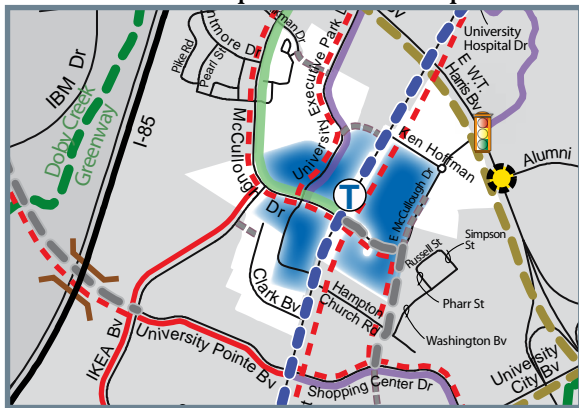 University
Hospital Dr
E. W.T.
Harris Bv
IBM Dr
Pike Rd
Pearl St
Dr
University Executive Park
McCullough
Dr
I-85
Doby Creek
Greenway
Ken Hoffman
Alumni
T
E McCullough Dr
Simpson
St
Russell St
Pharr St
Clark Bv
Hampton
Church Rd
Washington Bv
IKEA Bv
University Pointe Bv
Shopping Center Dr
University
City Bv